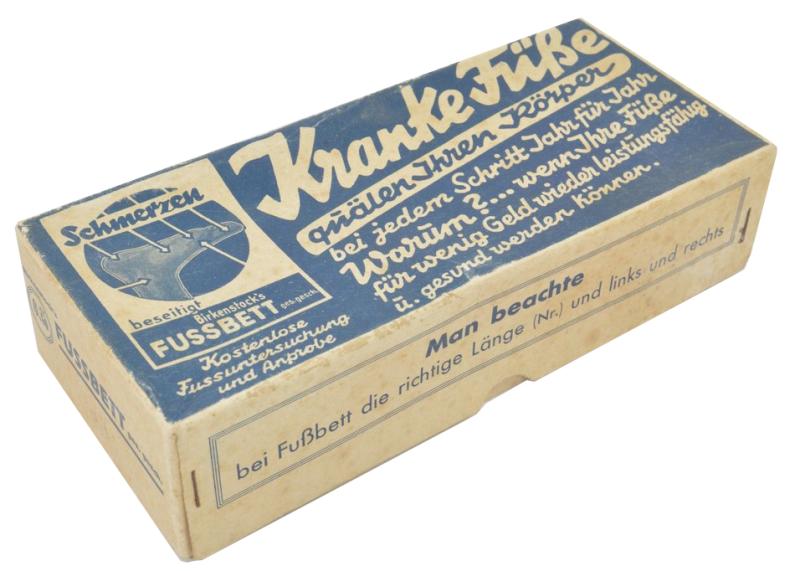 Kranke Füße
quälen Ihren Körper
bei jedem Schritt Jahr für Jahr
Warum?... wenn Ihre Füße
für wenig Geld wieder leistungsfähig
u. gesund werden können.
Schmerzen
beseitigt
Birkenstock's
FUSSBETT ges. gesch.
Kostenlose
Fussuntersuchung
und Anprobe
FUSSBETT
Man beachte
bei Fußbett die richtige Länge (Nr.) und links und rechts